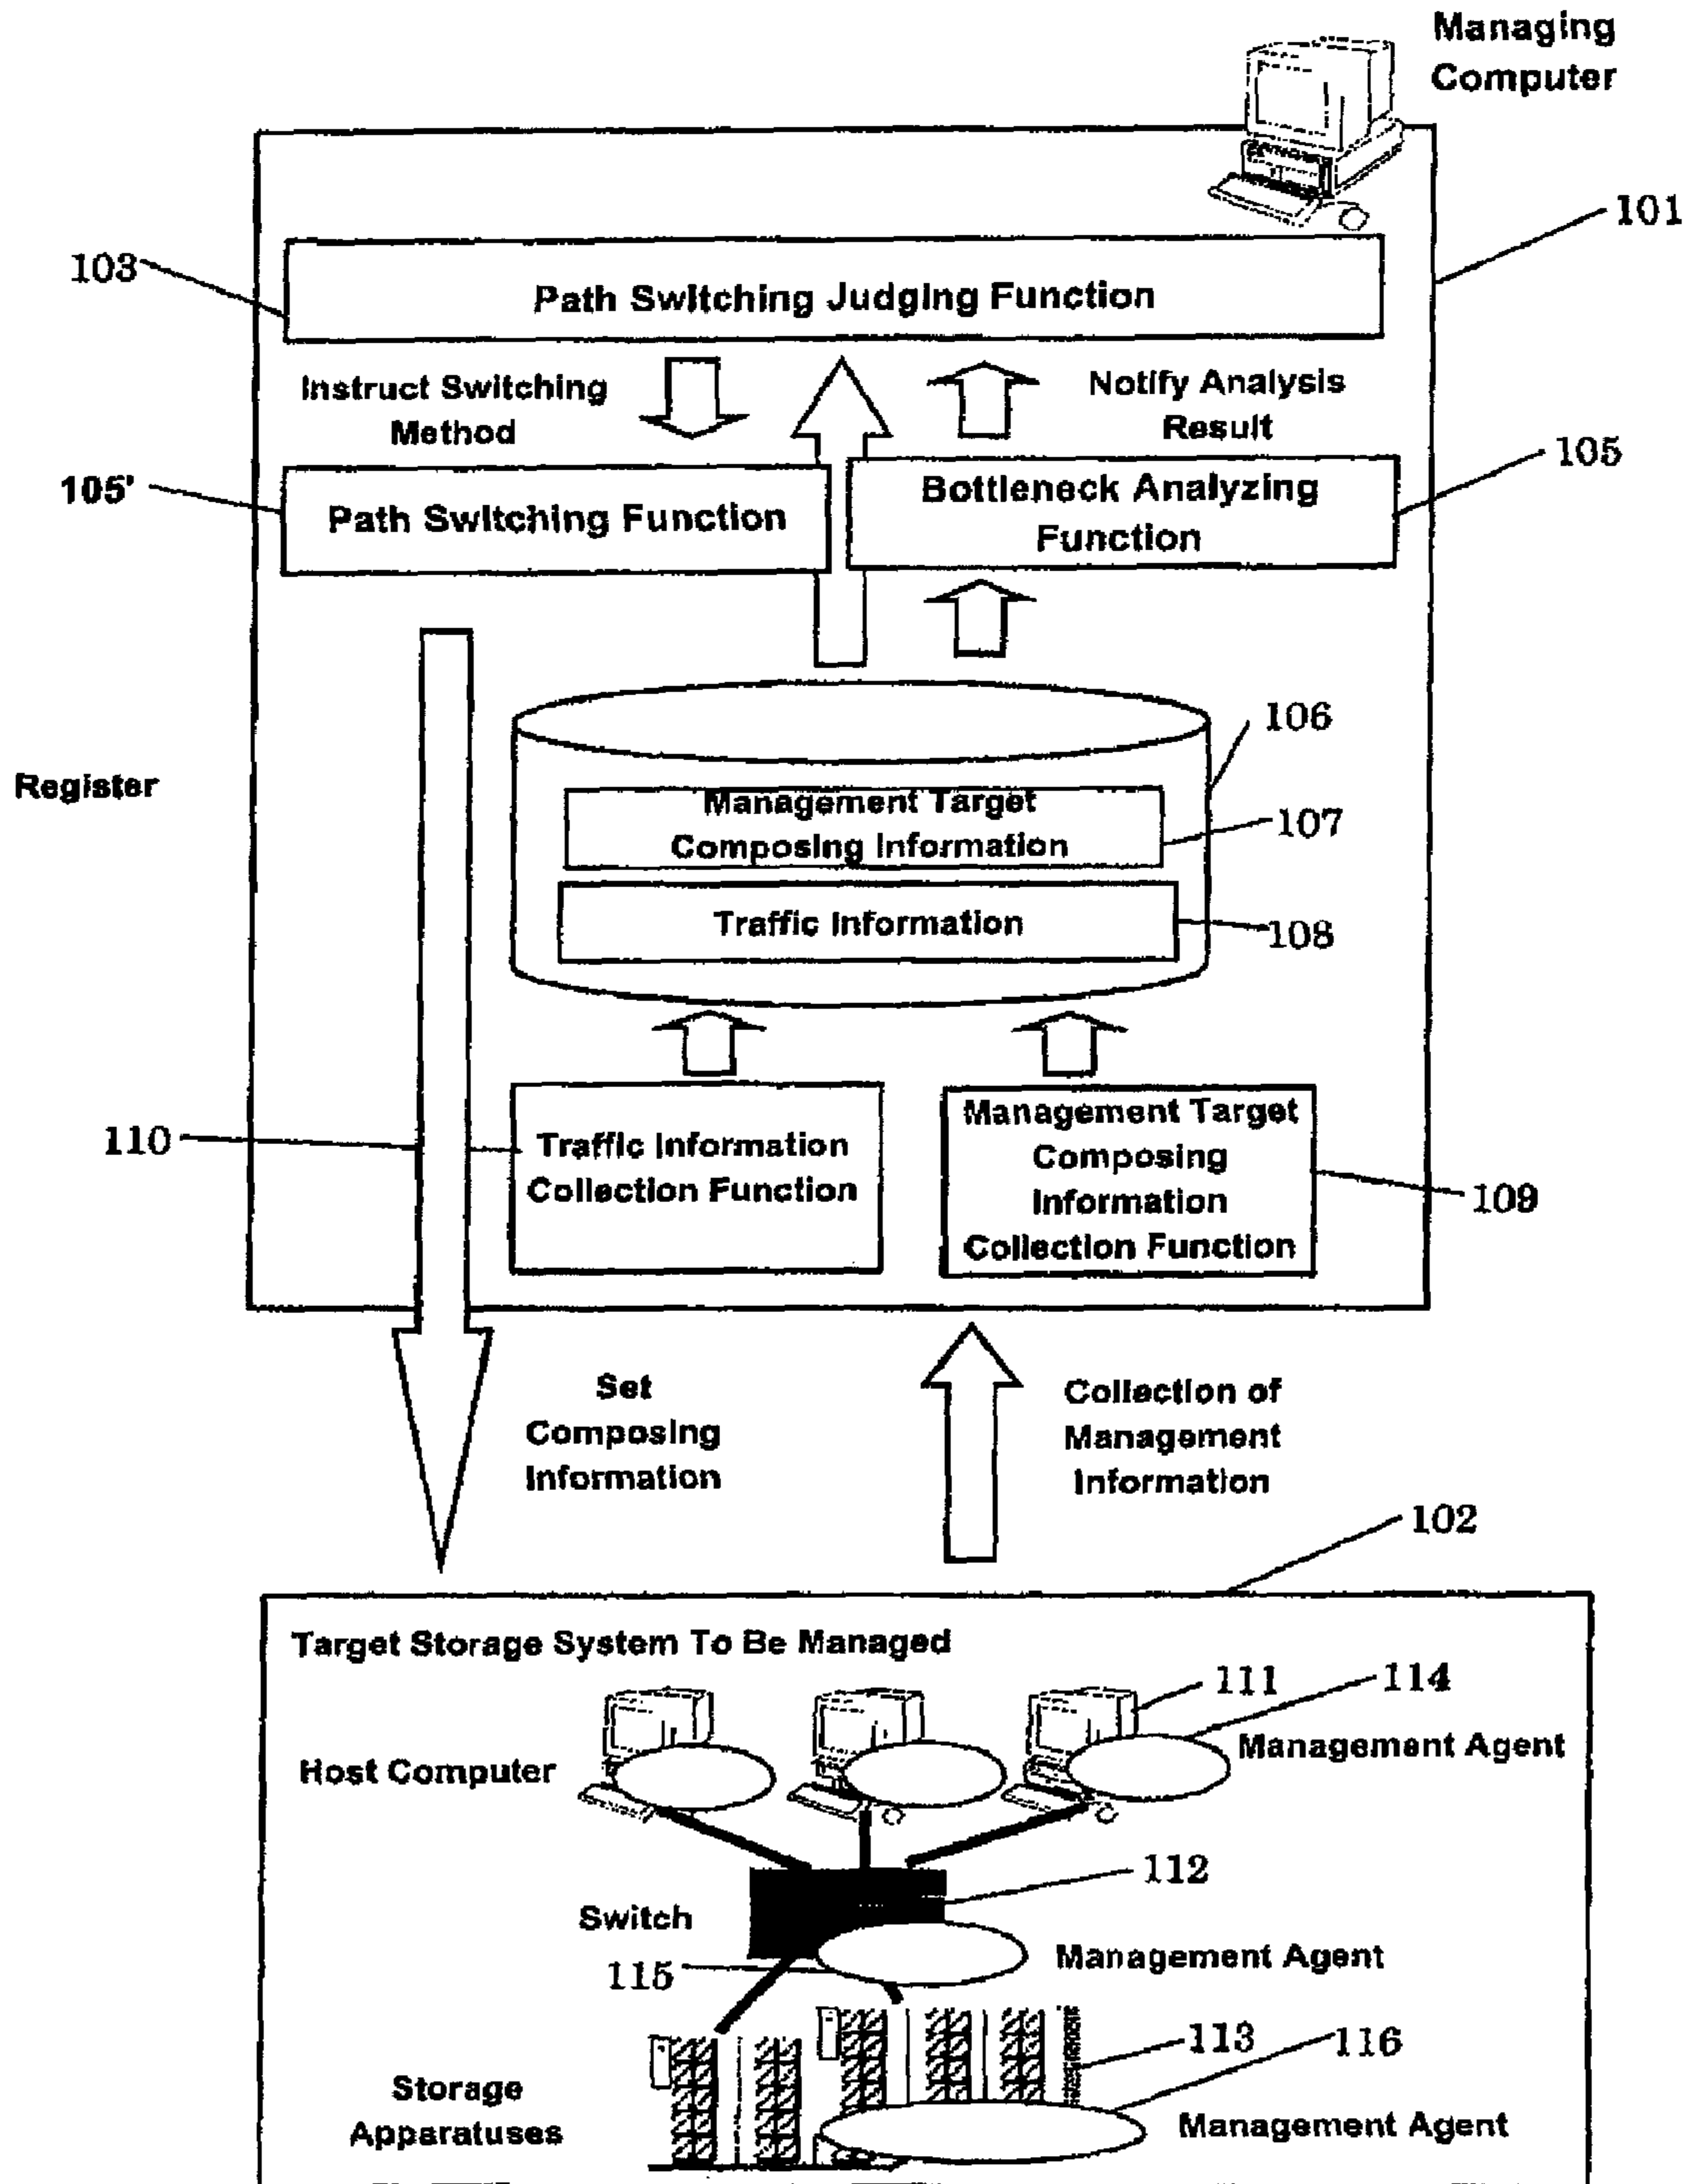 Managing
Computer
101
103
Path Switching Judging Function
Instruct Switching
Method
Notify Analysis
Result
105'
Path Switching Function
Bottleneck Analyzing
Function
105
106
Register
Management Target
Composing Information
107
Traffic Information
108
110
Traffic Information
Collection Function
Management Target
Composing
Information
Collection Function
109
Set
Composing
Information
Collection of
Management
Information
102
Target Storage System To Be Managed
111
114
Host Computer
Management Agent
112
Switch
115
Management Agent
113
116
Storage
Apparatuses
Management Agent